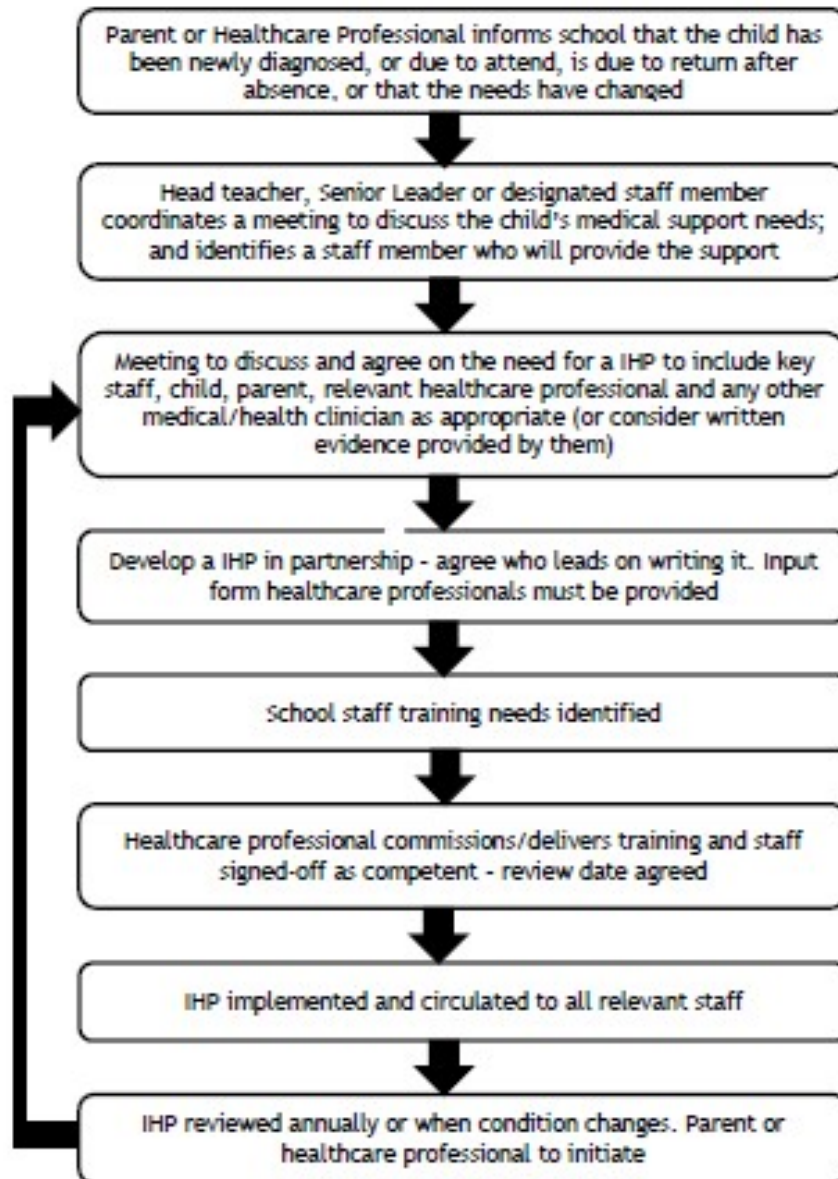 Parent or Healthcare Professional informs school that the child has
been newly diagnosed, or due to attend, is due to return after
absence, or that the needs have changed
Head teacher, Senior Leader or designated staff member
coordinates a meeting to discuss the child's medical support needs;
and identifies a staff member who will provide the support
Meeting to discuss and agree on the need for a IHP to include key
staff, child, parent, relevant healthcare professional and any other
medical/health clinician as appropriate (or consider written
evidence provided by them)
Develop a IHP in partnership - agree who leads on writing it. Input
form healthcare professionals must be provided
School staff training needs identified
Healthcare professional commissions/delivers training and staff
signed-off as competent - review date agreed
IHP implemented and circulated to all relevant staff
IHP reviewed annually or when condition changes. Parent or
healthcare professional to initiate